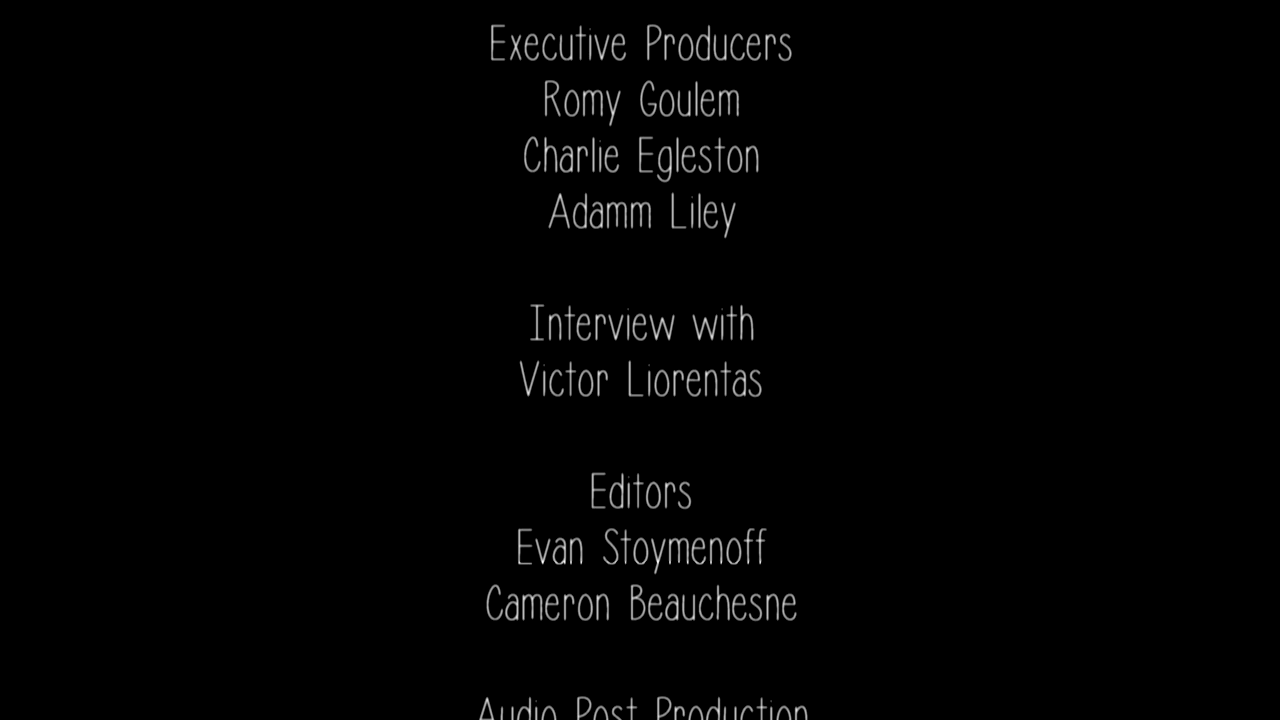 Executive Producers
Romy Goulem
Charlie Egleston
Adamm Liley
Interview with
Victor Liorentas
Editors
Evan Stoymenoff
Cameron Beauchesne
Audio Post Production